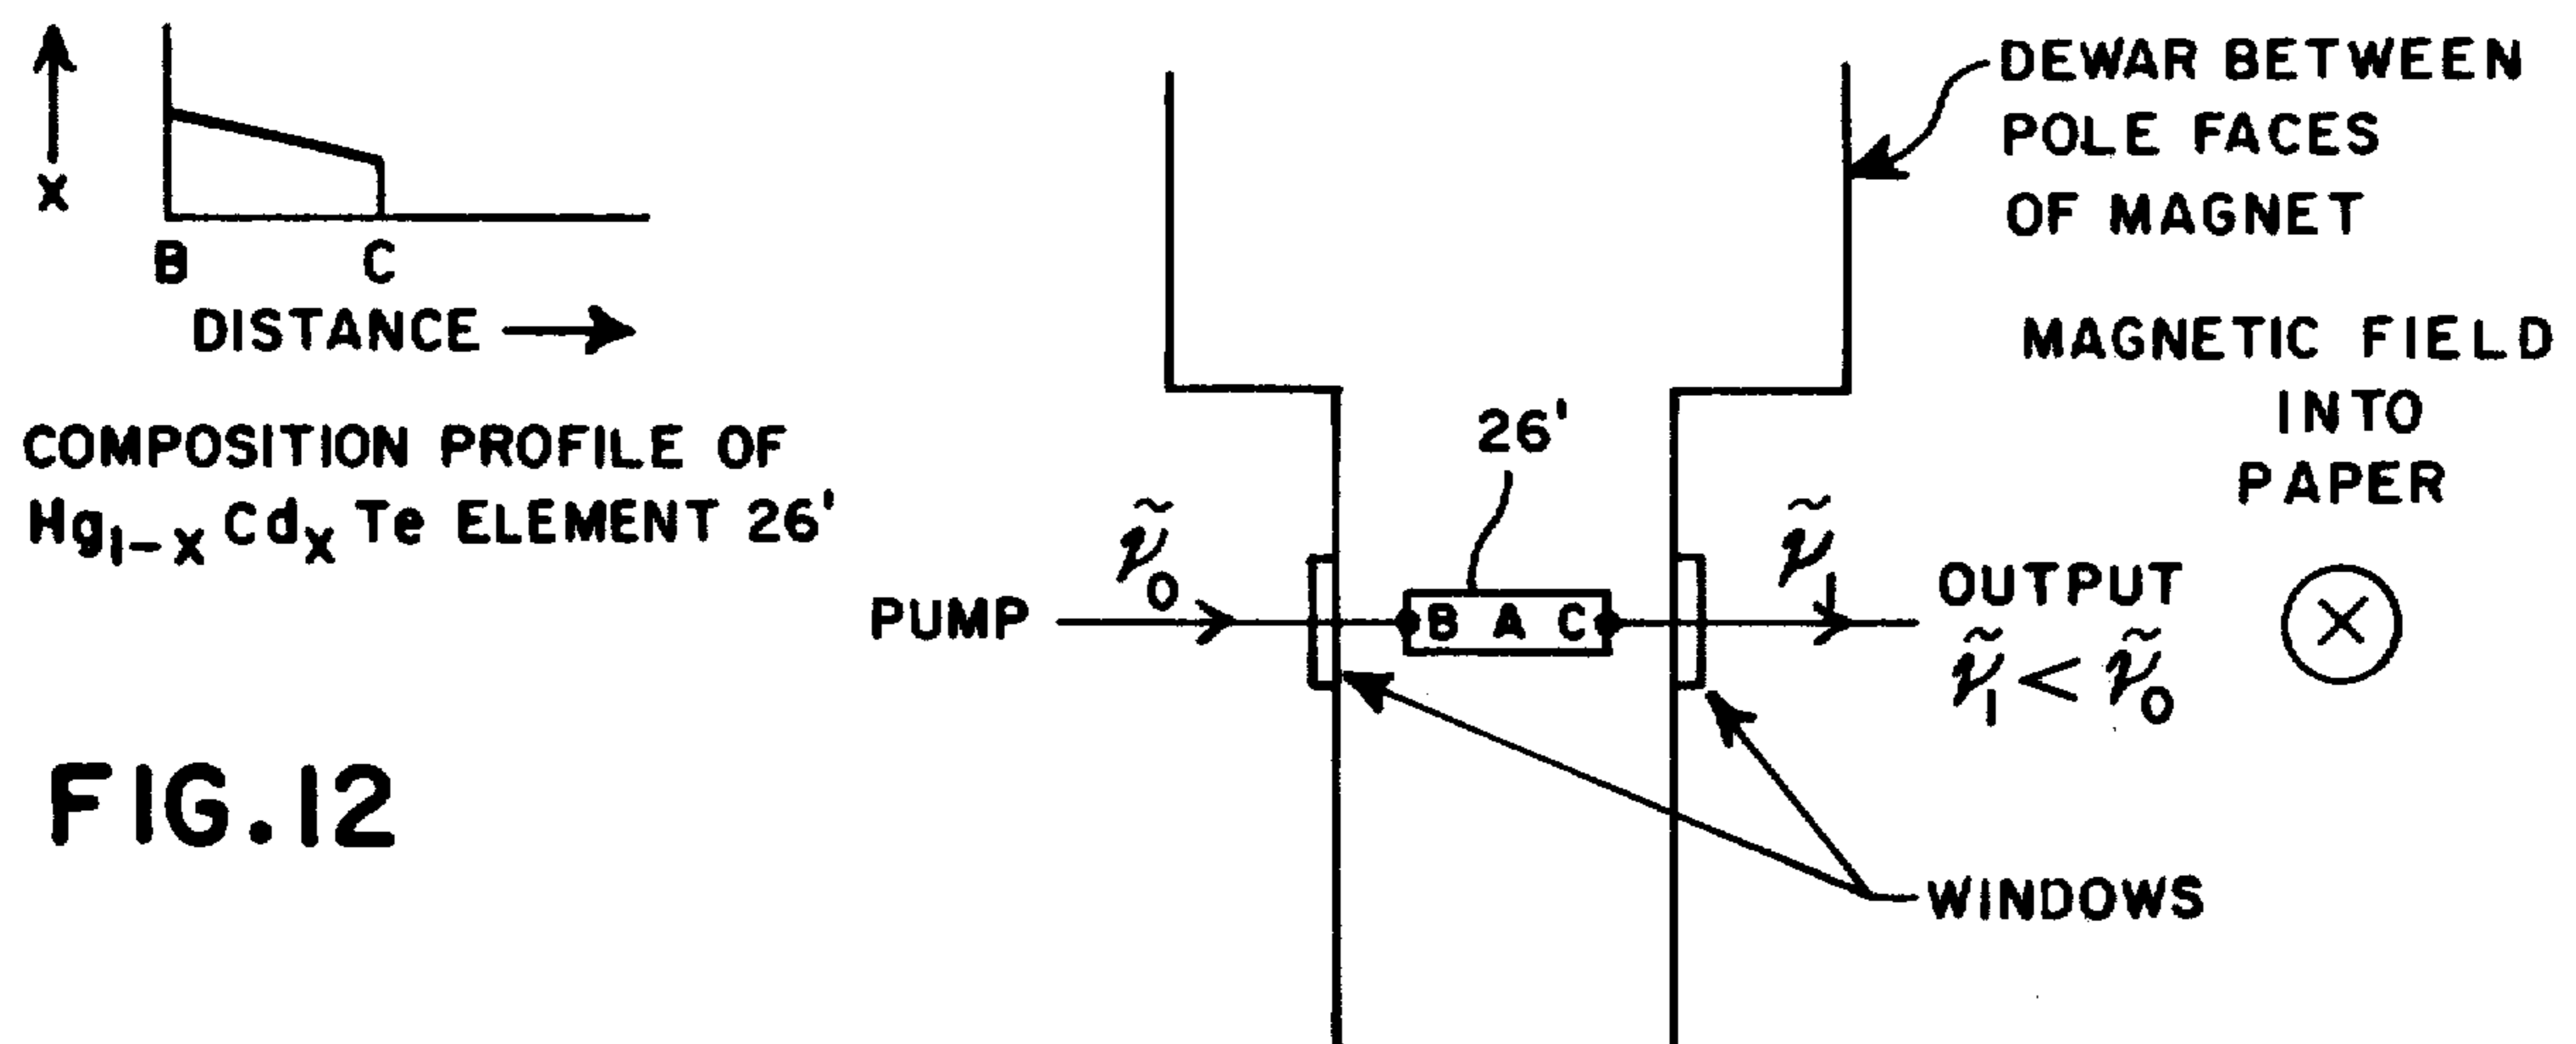 X
B C
DISTANCE
COMPOSITION PROFILE OF
Hg1-X CdX Te ELEMENT 26'
FIG.12
DEWAR BETWEEN
POLE FACES
OF MAGNET
MAGNETIC FIELD
INTO
PAPER
26'
ν̃0
ν̃1
PUMP
B A C
OUTPUT
ν̃1 < ν̃0
WINDOWS